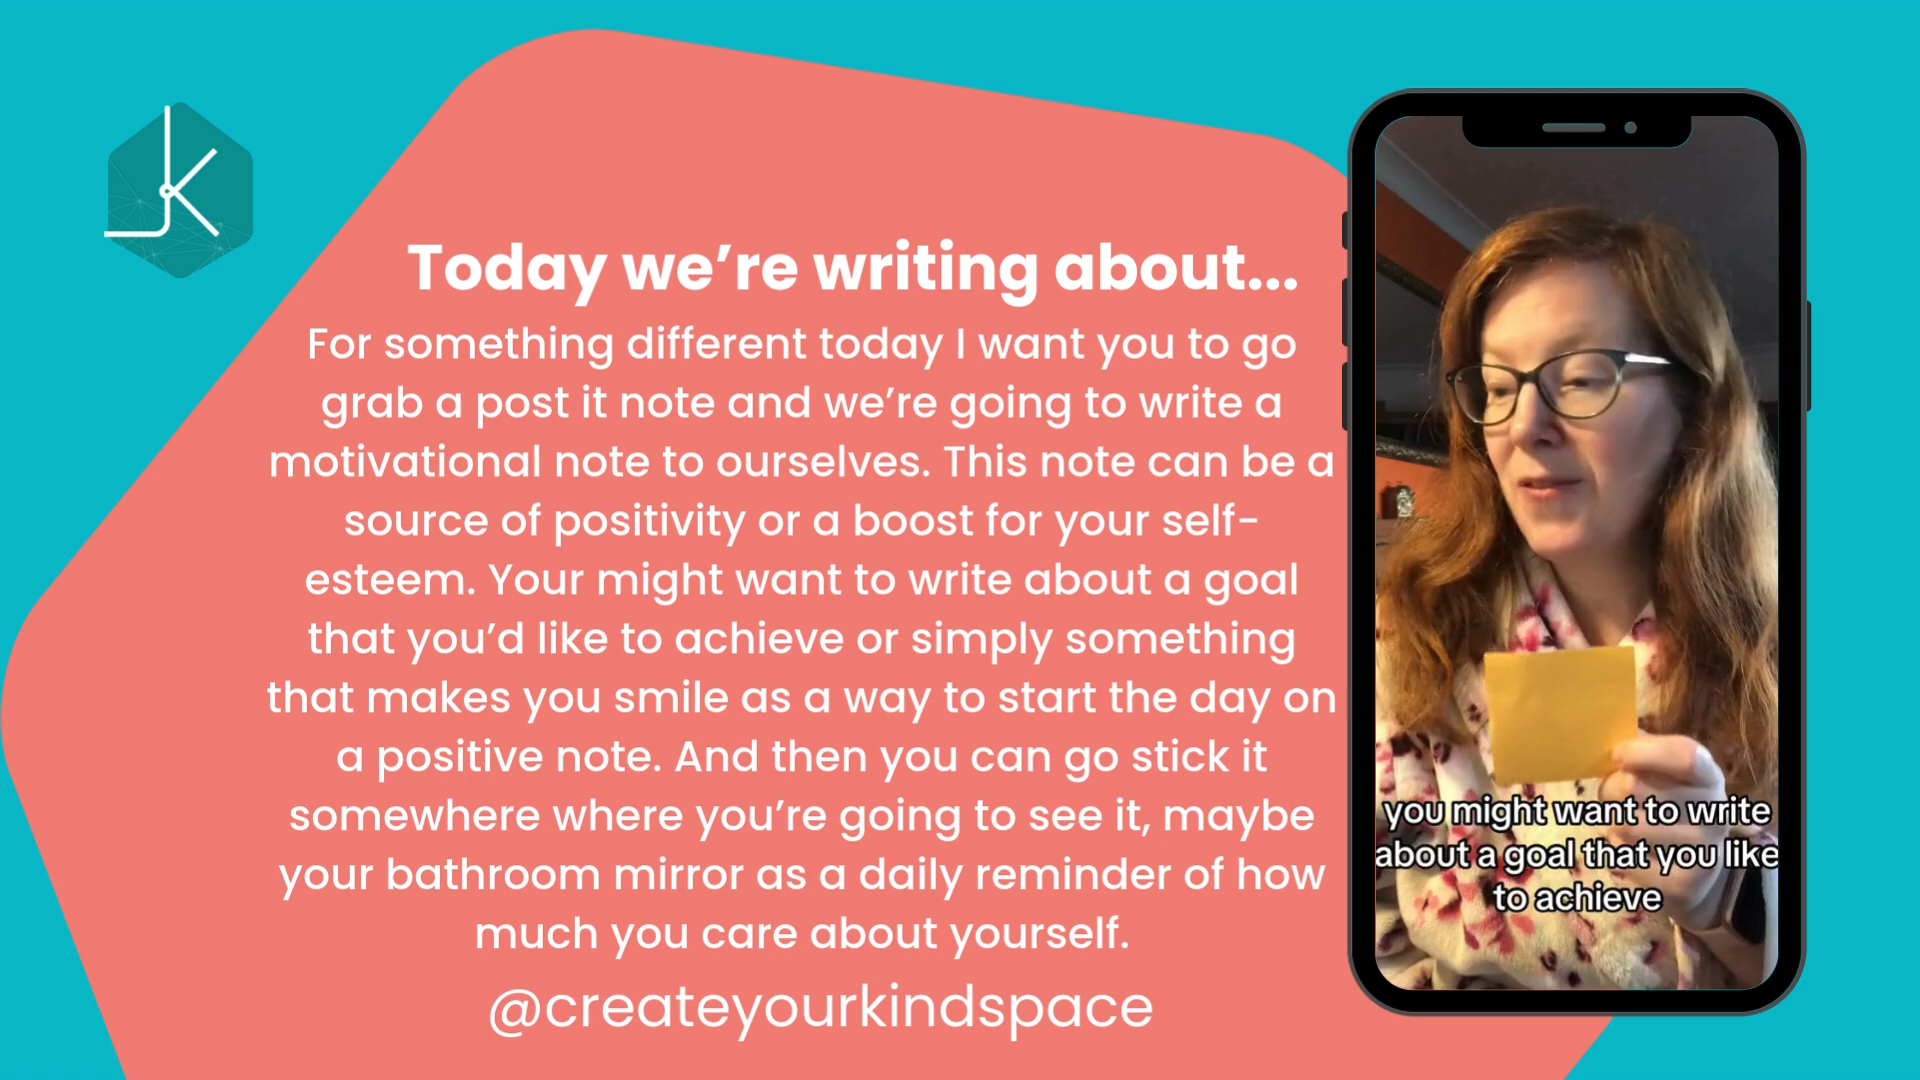 Today we're writing about...
For something different today I want you to go
grab a post it note and we're going to write a
motivational note to ourselves. This note can be a
source of positivity or a boost for your self-
esteem. Your might want to write about a goal
that you'd like to achieve or simply something
that makes you smile as a way to start the day on
a positive note. And then you can go stick it
somewhere where you're going to see it, maybe
your bathroom mirror as a daily reminder of how
much you care about yourself.
@createyourkindspace
you might want to write
about a goal that you like
to achieve